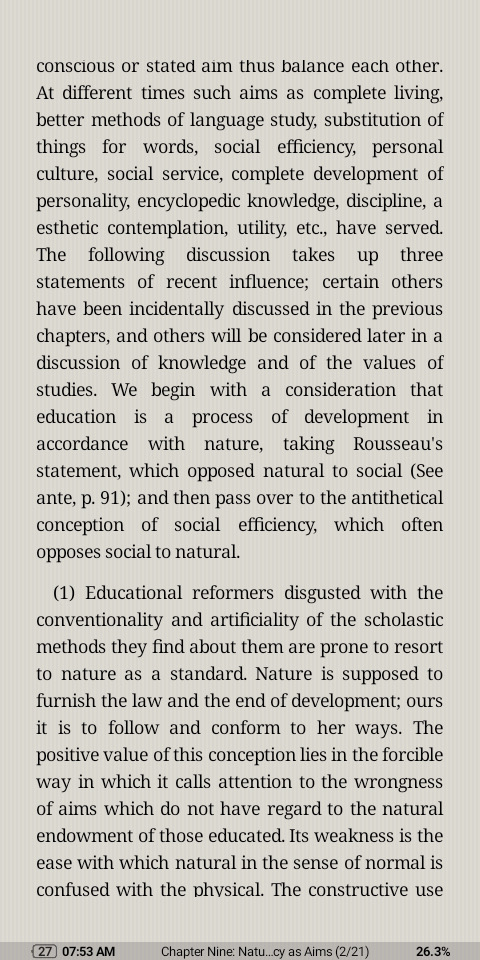 conscious or stated aim thus balance each other.
At different times such aims as complete living,
better methods of language study, substitution of
things for words, social efficiency, personal
culture, social service, complete development of
personality, encyclopedic knowledge, discipline, a
esthetic contemplation, utility, etc., have served.
The following discussion takes up three
statements of recent influence; certain others
have been incidentally discussed in the previous
chapters, and others will be considered later in a
discussion of knowledge and of the values of
studies. We begin with a consideration that
education is a process of development in
accordance with nature, taking Rousseau's
statement, which opposed natural to social (See
ante, p. 91); and then pass over to the antithetical
conception of social efficiency, which often
opposes social to natural.
(1) Educational reformers disgusted with the
conventionality and artificiality of the scholastic
methods they find about them are prone to resort
to nature as a standard. Nature is supposed to
furnish the law and the end of development; ours
it is to follow and conform to her ways. The
positive value of this conception lies in the forcible
way in which it calls attention to the wrongness
of aims which do not have regard to the natural
endowment of those educated. Its weakness is the
ease with which natural in the sense of normal is
confused with the physical. The constructive use
27 07:53 AM Chapter Nine: Natu...cy as Aims (2/21) 26.3%